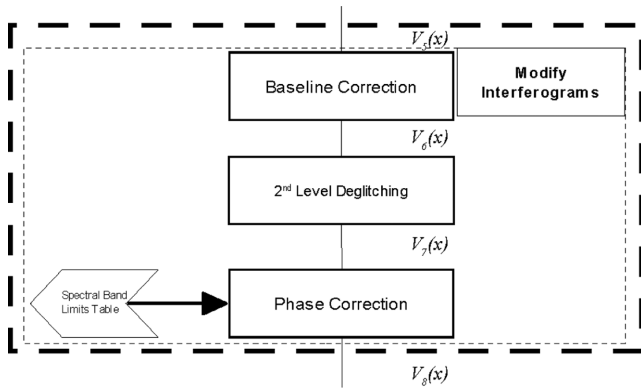 V5(x)
Baseline Correction
Modify
Interferograms
V6(x)
2nd Level Deglitching
V7(x)
Spectral Band
Limits Table
Phase Correction
V8(x)